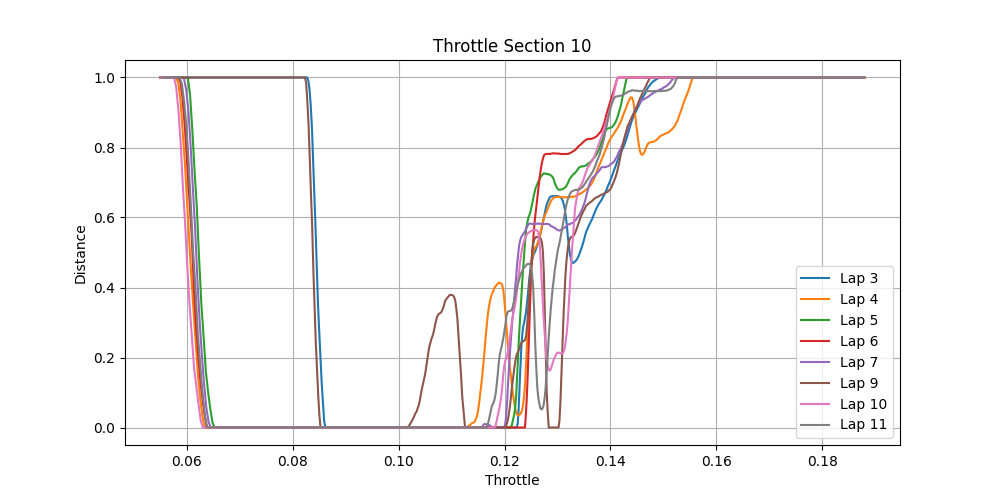 Throttle Section 10
1.0
0.8
0.6
0.4
0.2
0.0
Distance
0.06
0.08
0.10
0.12
0.14
0.16
0.18
Throttle
Lap 3
Lap 4
Lap 5
Lap 6
Lap 7
Lap 9
Lap 10
Lap 11